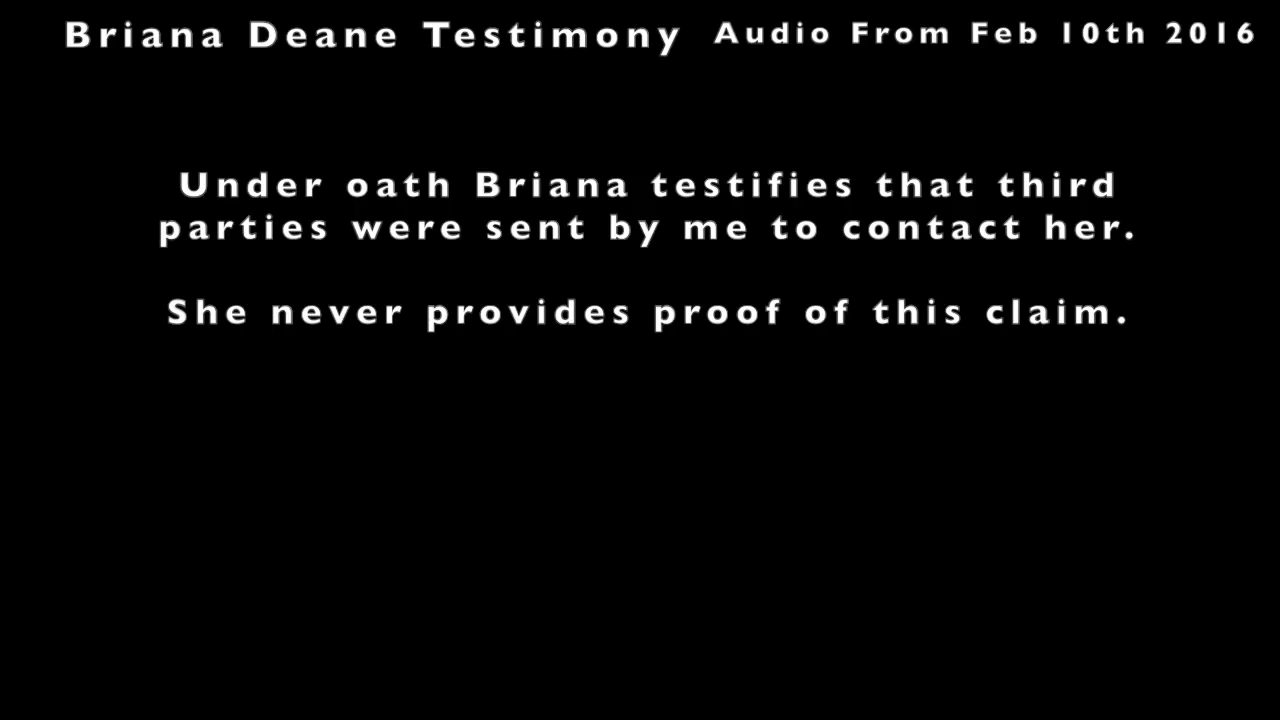 Briana Deane Testimony Audio From Feb 10th 2016
Under oath Briana testifies that third
parties were sent by me to contact her.
She never provides proof of this claim.